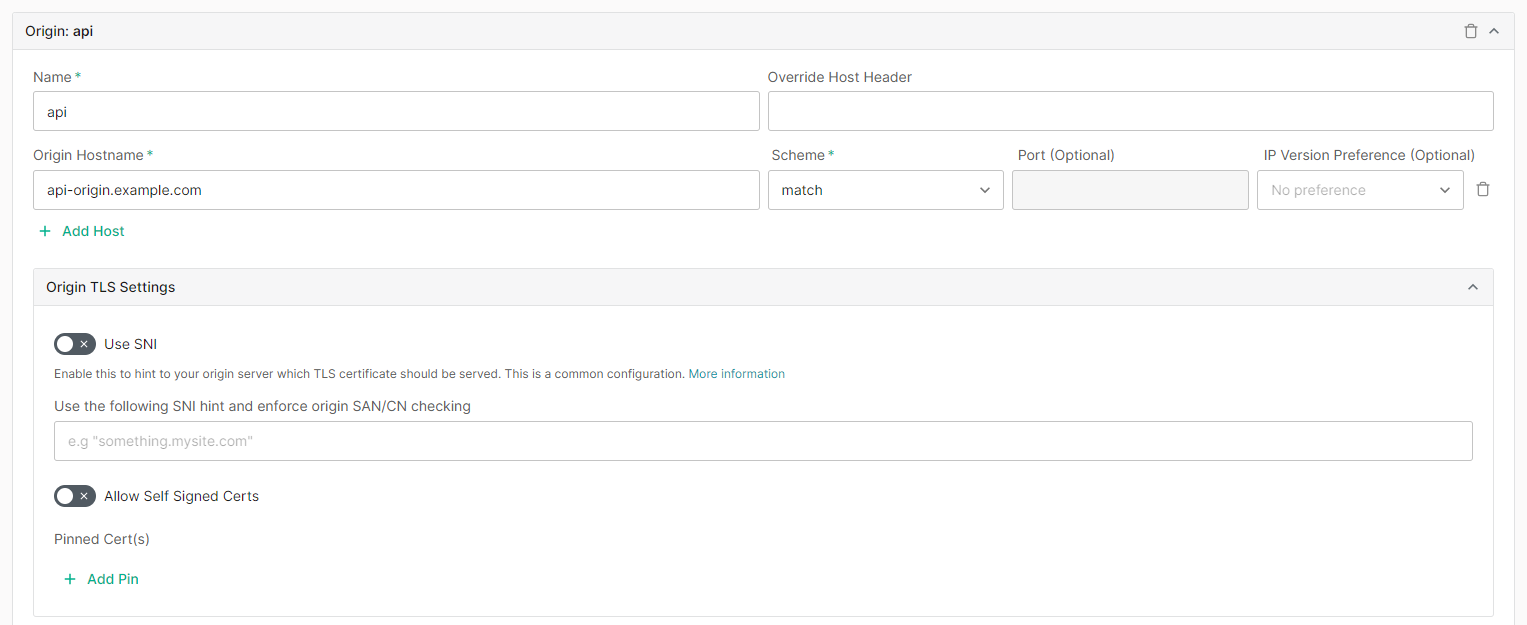 Origin: api
Name *
Override Host Header
api
Origin Hostname *
Scheme *
Port (Optional)
IP Version Preference (Optional)
api-origin.example.com
match
No preference
+ Add Host
Origin TLS Settings
Use SNI
Enable this to hint to your origin server which TLS certificate should be served. This is a common configuration. More information
Use the following SNI hint and enforce origin SAN/CN checking
e.g "something.mysite.com"
Allow Self Signed Certs
Pinned Cert(s)
+ Add Pin